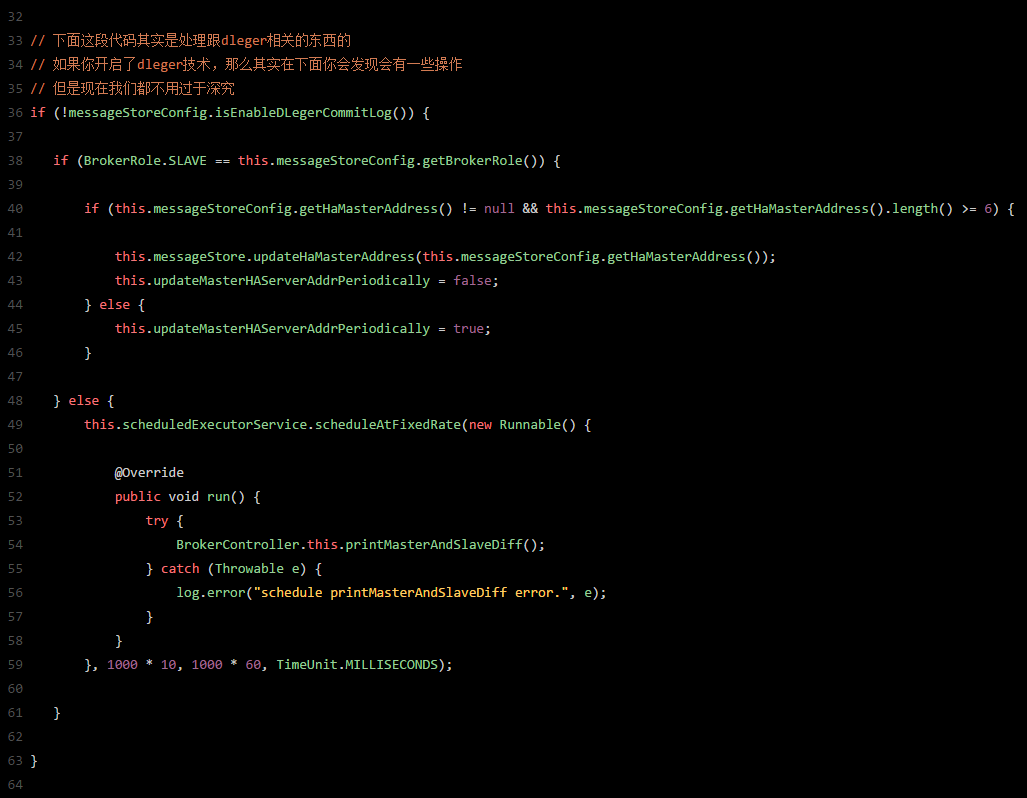 32
33 // 下面这段代码其实是处理跟dleger相关的东西的
34 // 如果你开启了dleger技术，那么其实在下面你会发现会有一些操作
35 // 但是现在我们都不用过于深究
36 if (!messageStoreConfig.isEnableDLegerCommitLog()) {
37
38    if (BrokerRole.SLAVE == this.messageStoreConfig.getBrokerRole()) {
39
40        if (this.messageStoreConfig.getHaMasterAddress() != null && this.messageStoreConfig.getHaMasterAddress().length() >= 6) {
41
42            this.messageStore.updateHaMasterAddress(this.messageStoreConfig.getHaMasterAddress());
43            this.updateMasterHAServerAddrPeriodically = false;
44        } else {
45            this.updateMasterHAServerAddrPeriodically = true;
46        }
47
48    } else {
49        this.scheduledExecutorService.scheduleAtFixedRate(new Runnable() {
50
51            @Override
52            public void run() {
53                try {
54                    BrokerController.this.printMasterAndSlaveDiff();
55                } catch (Throwable e) {
56                    log.error("schedule printMasterAndSlaveDiff error.", e);
57                }
58            }
59        }, 1000 * 10, 1000 * 60, TimeUnit.MILLISECONDS);
60
61    }
62
63 }
64